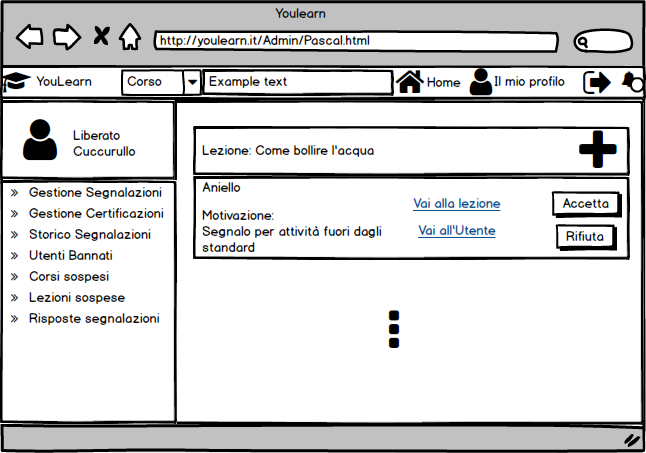 Youlearn
http://youlearn.it/Admin/Pascal.html
YouLearn
Corso
Example text
Home
Il mio profilo
Liberato
Cuccurullo
Gestione Segnalazioni
Gestione Certificazioni
Storico Segnalazioni
Utenti Bannati
Corsi sospesi
Lezioni sospese
Risposte segnalazioni
Lezione: Come bollire l'acqua
Aniello
Motivazione:
Segnalo per attività fuori dagli
standard
Vai alla lezione
Vai all'Utente
Accetta
Rifiuta